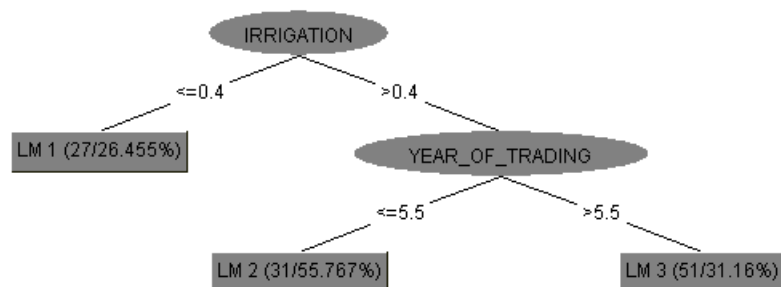 IRRIGATION
<=0.4
>0.4
LM 1 (27/26.455%)
YEAR_OF_TRADING
<=5.5
>5.5
LM 2 (31/55.767%)
LM 3 (51/31.16%)